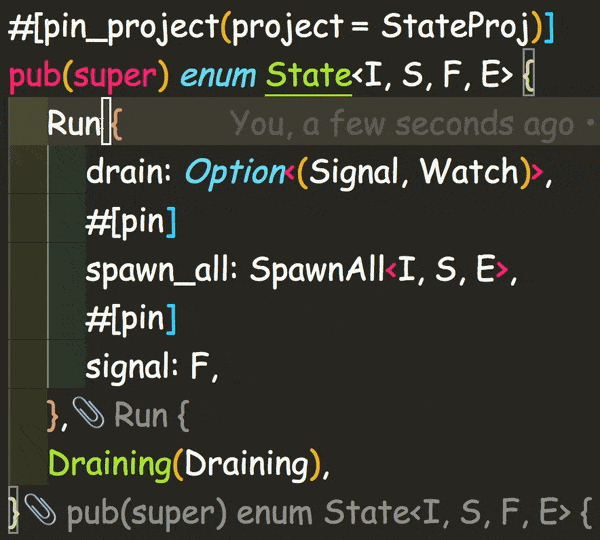 #[pin_project(project = StateProj)]
pub(super) enum State<I, S, F, E> {
Run{ You, a few seconds ago •
drain: Option<(Signal, Watch)>,
#[pin]
spawn_all: SpawnAll<I, S, E>,
#[pin]
signal: F,
},📎 Run {
Draining(Draining),
}📎 pub(super) enum State<I, S, F, E> {